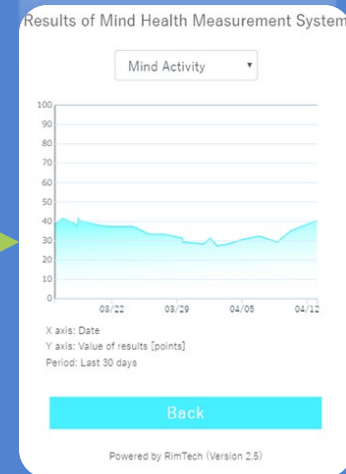 Results of Mind Health Measurement System
Mind Activity
100
90
80
70
60
50
40
30
20
10
0
03/22 03/29 04/05 04/12
X axis: Date
Y axis: Value of results [points]
Period: Last 30 days
Back
Powered by RimTech (Version 2.5)